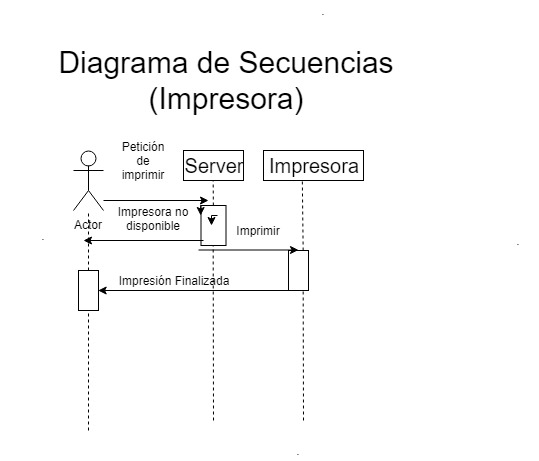 Diagrama de Secuencias
(Impresora)
Petición
de
imprimir
Server
Impresora
Actor
Impresora no
disponible
Imprimir
Impresión Finalizada